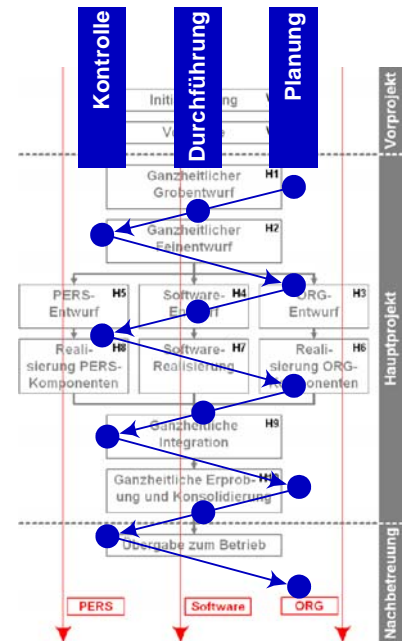 Kontrolle
Durchführung
Planung
Vorprojekt
Ganzheitlicher
Grobentwurf
H1
Ganzheitlicher
Feinentwurf
H2
PERS-
Entwurf
H5
Software-
H4
ORG-
Entwurf
H3
Reali-
sierung PERS-
Komponenten
H8
Software-
Realisierung
H7
Reali-
sierung ORG-
Komponenten
H6
Hauptprojekt
Ganzheitliche
Integration
H9
Ganzheitliche Erprob-
ung und Konsolidierung
Übergabe zum Betrieb
Nachbetreuung
PERS
Software
ORG